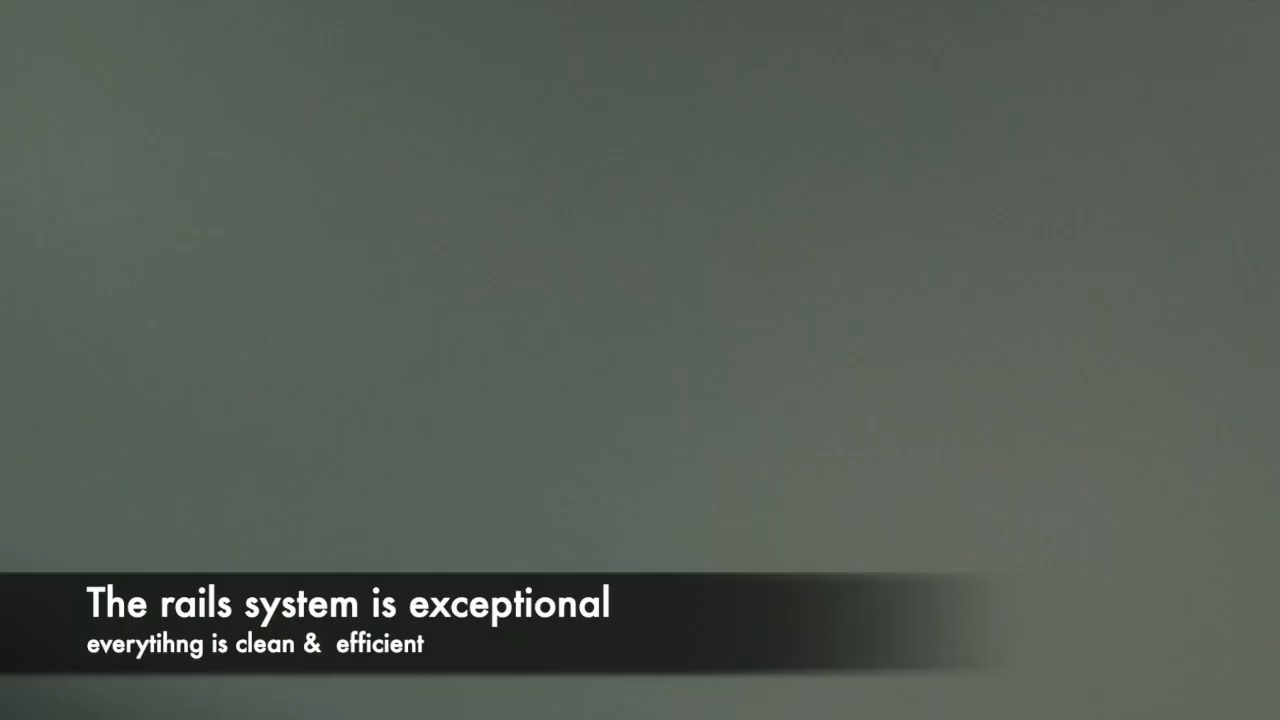 The rails system is exceptional
everytihng is clean &  efficient